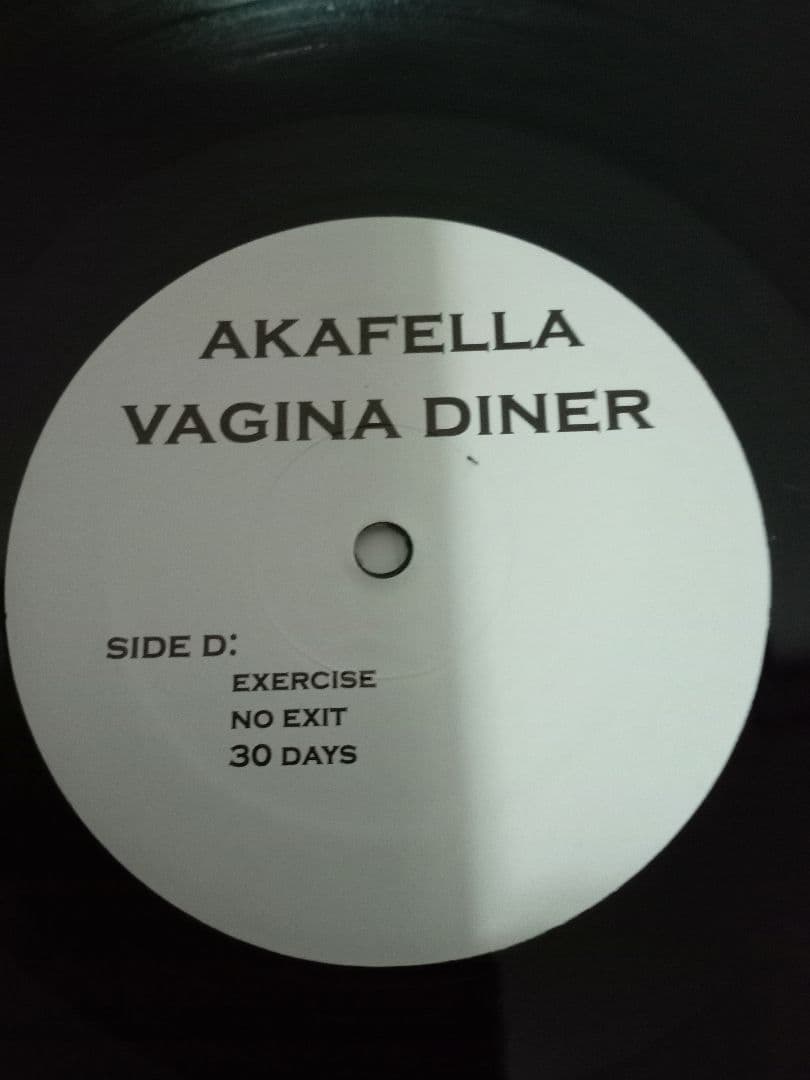 AKAFELLA
VAGINA DINER
SIDE D:
EXERCISE
NO EXIT
30 DAYS